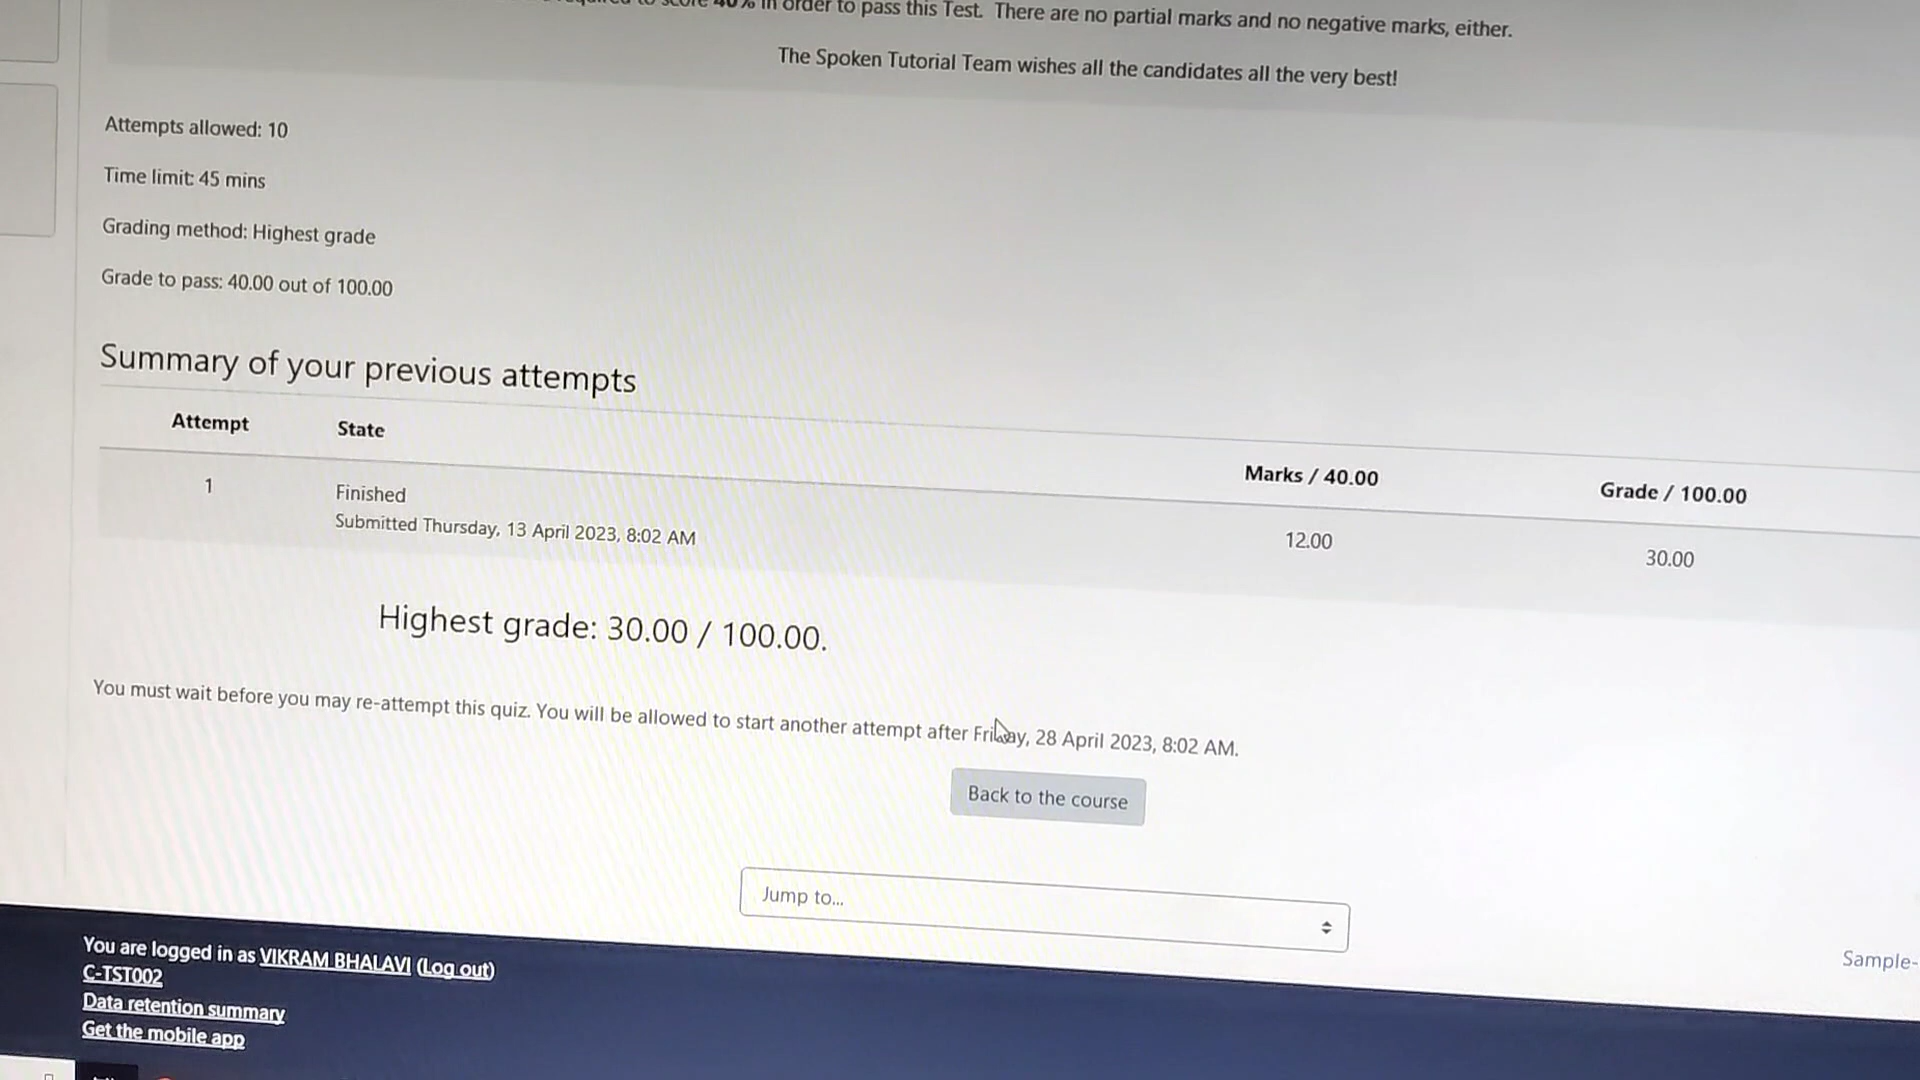 to score 40% in order to pass this Test. There are no partial marks and no negative marks, either.
The Spoken Tutorial Team wishes all the candidates all the very best!
Attempts allowed: 10
Time limit: 45 mins
Grading method: Highest grade
Grade to pass: 40.00 out of 100.00
Summary of your previous attempts
Attempt State Marks / 40.00 Grade / 100.00
1 Finished 12.00 30.00
Submitted Thursday, 13 April 2023, 8:02 AM
Highest grade: 30.00 / 100.00.
You must wait before you may re-attempt this quiz. You will be allowed to start another attempt after Friday, 28 April 2023, 8:02 AM.
Back to the course
Jump to...
Sample-
You are logged in as VIKRAM BHALAVI (Log out)
C-TST002
Data retention summary
Get the mobile app